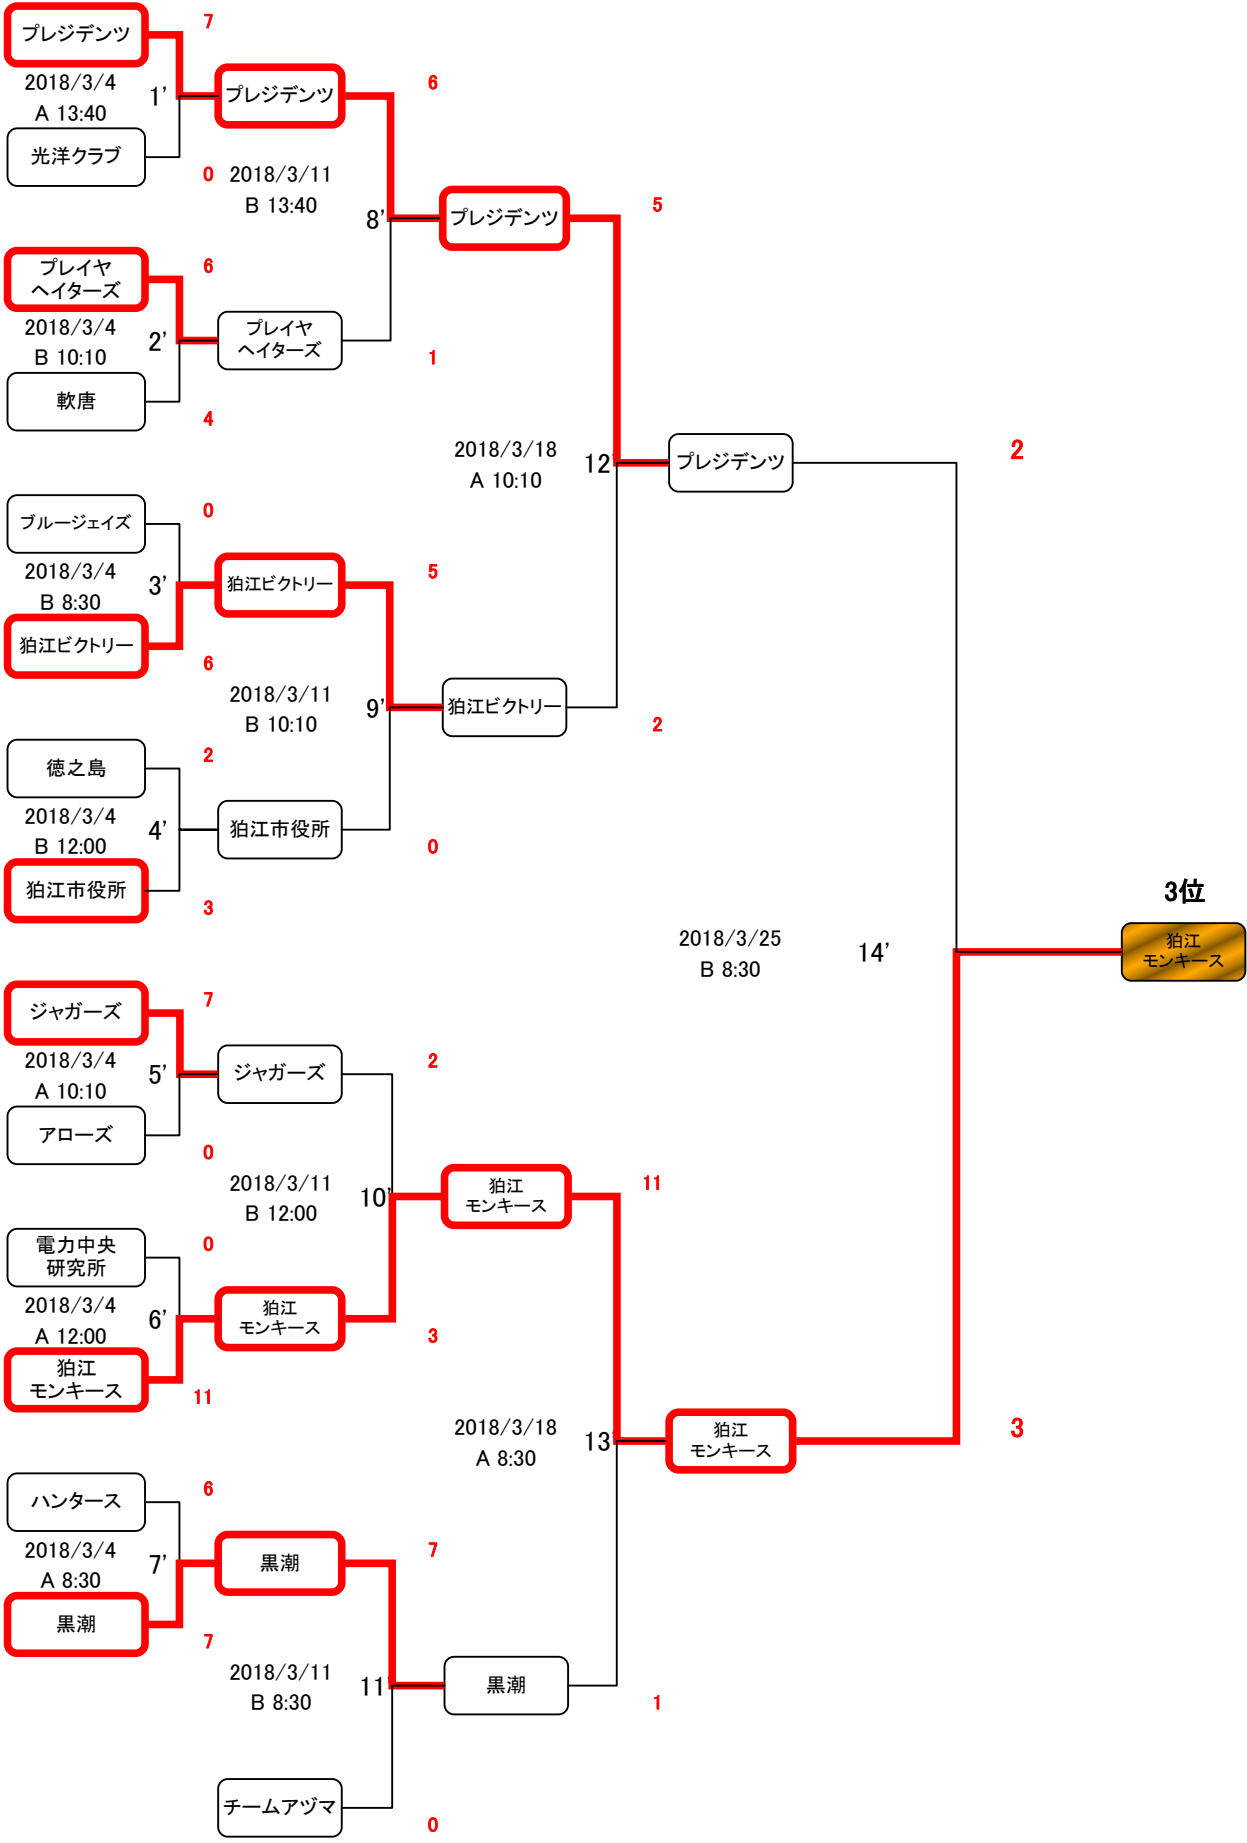 プレジデンツ
7
2018/3/4
A 13:40
1'
光洋クラブ
0
プレジデンツ
6
2018/3/11
B 13:40
8'
プレイヤ
ヘイターズ
6
2018/3/4
B 10:10
2'
軟唐
4
プレイヤ
ヘイターズ
1
プレジデンツ
5
2018/3/18
A 10:10
12'
ブルージェイズ
0
2018/3/4
B 8:30
3'
狛江ビクトリー
6
狛江ビクトリー
5
2018/3/11
B 10:10
9'
徳之島
2
2018/3/4
B 12:00
4'
狛江市役所
3
狛江市役所
0
狛江ビクトリー
2
プレジデンツ
2
2018/3/25
B 8:30
14'
3位
狛江
モンキース
ジャガーズ
7
2018/3/4
A 10:10
5'
アローズ
0
ジャガーズ
2
2018/3/11
B 12:00
10'
電力中央
研究所
0
2018/3/4
A 12:00
6'
狛江
モンキース
11
狛江
モンキース
3
狛江
モンキース
11
2018/3/18
A 8:30
13'
狛江
モンキース
3
ハンタース
6
2018/3/4
A 8:30
7'
黒潮
7
黒潮
7
2018/3/11
B 8:30
11'
チームアヅマ
0
黒潮
1